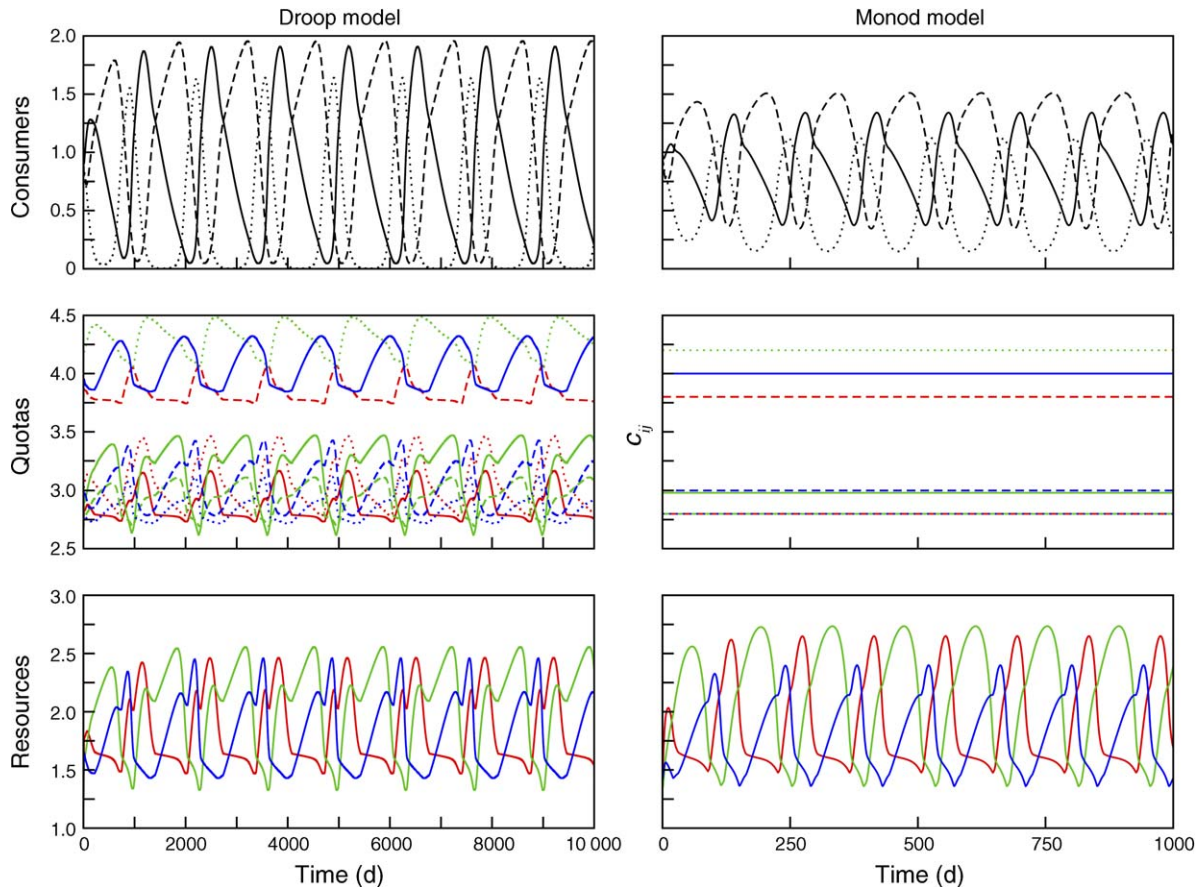 Droop model
Monod model
Consumers
2.0
1.5
1.0
0.5
0
Quotas
4.5
4.0
3.5
3.0
2.5
c_ij
Resources
3.0
2.5
2.0
1.5
1.0
0 2000 4000 6000 8000 10 000
Time (d)
0 250 500 750 1000
Time (d)